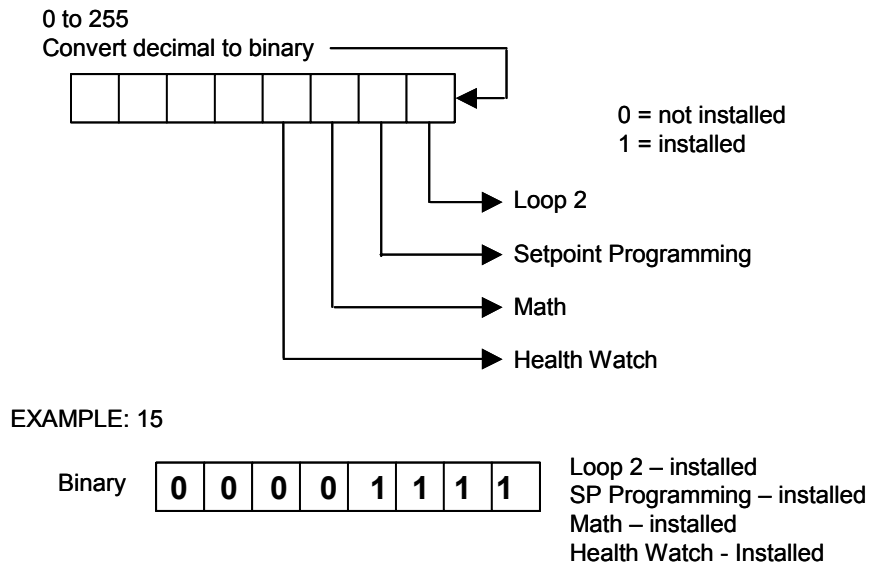 0 to 255
Convert decimal to binary
0 = not installed
1 = installed
Loop 2
Setpoint Programming
Math
Health Watch
EXAMPLE: 15
Binary 0 0 0 0 1 1 1 1
Loop 2 – installed
SP Programming – installed
Math – installed
Health Watch - Installed